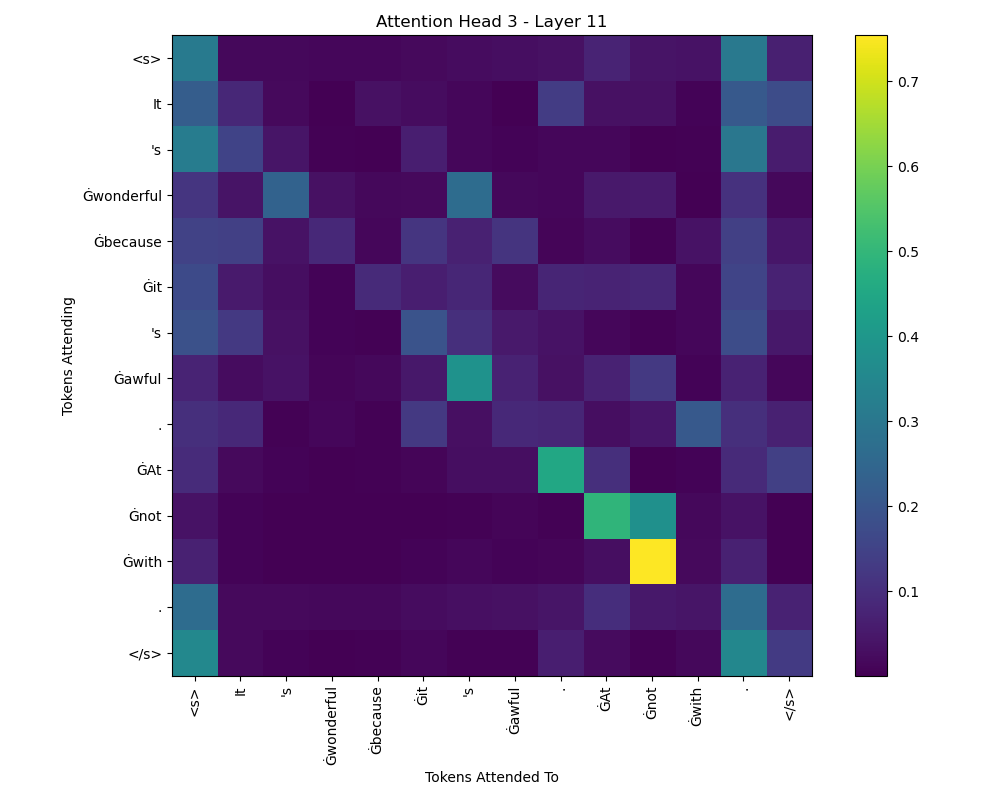 Attention Head 3 - Layer 11
<s>
It
's
Ġwonderful
Ġbecause
Ġit
's
Ġawful
.
ĠAt
Ġnot
Ġwith
.
</s>
Tokens Attending
<s>
It
's
Ġwonderful
Ġbecause
Ġit
's
Ġawful
.
ĠAt
Ġnot
Ġwith
.
</s>
Tokens Attended To
0.7
0.6
0.5
0.4
0.3
0.2
0.1